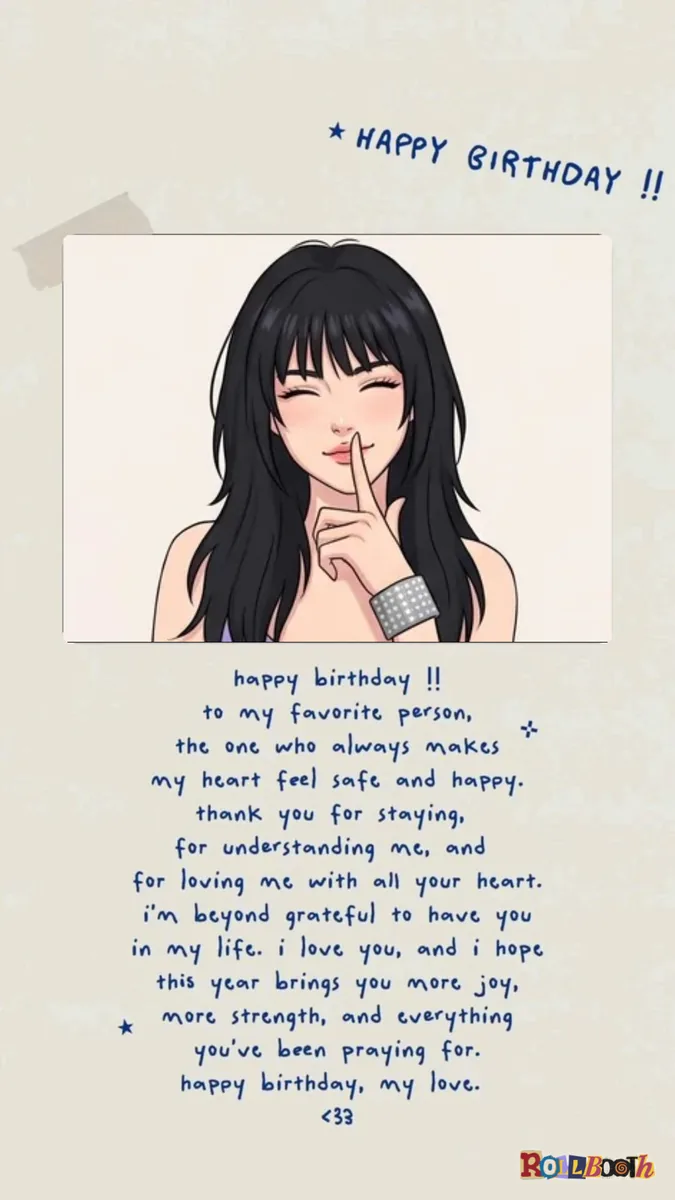 ★ HAPPY BIRTHDAY !!
happy birthday !!
to my favorite person,
the one who always makes
my heart feel safe and happy.
thank you for staying,
for understanding me, and
for loving me with all your heart.
i'm beyond grateful to have you
in my life. i love you, and i hope
this year brings you more joy,
more strength, and everything
you've been praying for.
happy birthday, my love.
<33
ROLLBOOTh